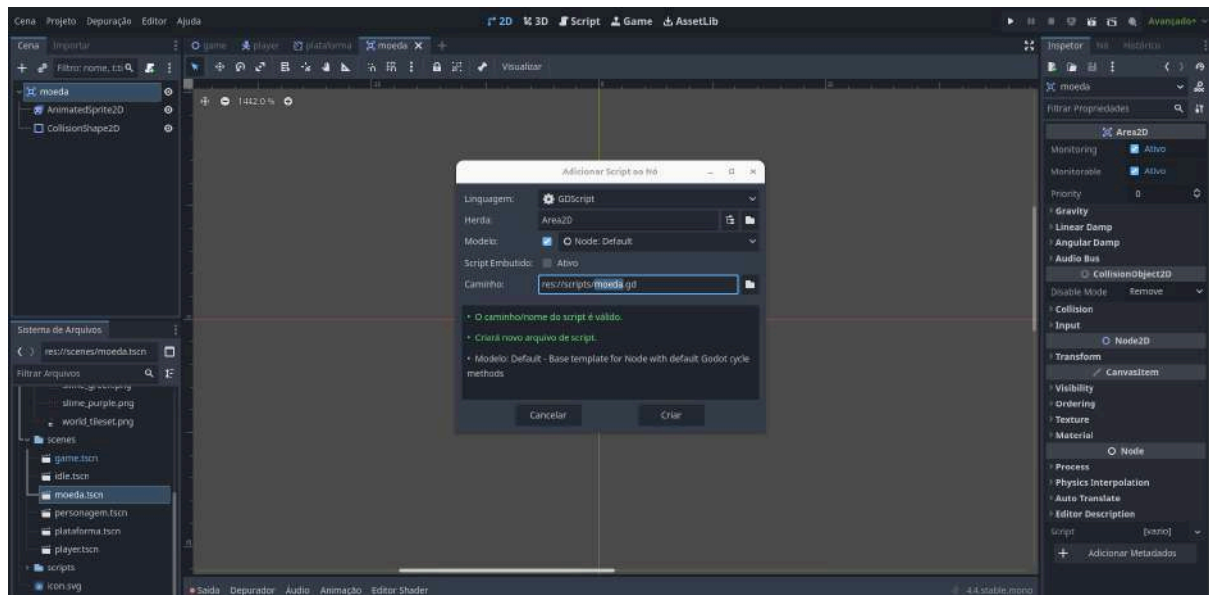 Cena Projeto Depuração Editor Ajuda
2D 3D Script Game AssetLib
Avançado+
Cena Importar
game player plataforma moeda
Inspetor Nó Histórico
Filtro: nome, t:ti
Visualizar
moeda
AnimatedSprite2D
CollisionShape2D
1442.0 %
moeda
Filtrar Propriedades
Area2D
Monitoring Ativo
Monitorable Ativo
Priority 0
Gravity
Linear Damp
Angular Damp
Audio Bus
CollisionObject2D
Disable Mode Remove
Collision
Input
Node2D
Transform
CanvasItem
Visibility
Ordering
Texture
Material
Node
Process
Physics Interpolation
Auto Translate
Editor Description
Script [vazio]
Adicionar Metadados
Adicionar Script ao Nó
Linguagem: GDScript
Herda: Area2D
Modelo: Node: Default
Script Embutido: Ativo
Caminho: res://scripts/moeda.gd
• O caminho/nome do script é válido.
• Criará novo arquivo de script.
• Modelo: Default - Base template for Node with default Godot cycle
methods
Cancelar Criar
Sistema de Arquivos
res://scenes/moeda.tscn
Filtrar Arquivos
slime_green.png
slime_purple.png
world_tileset.png
scenes
game.tscn
idle.tscn
moeda.tscn
personagem.tscn
plataforma.tscn
player.tscn
scripts
icon.svg
Saída Depurador Áudio Animação Editor Shader
4.4.stable.mono